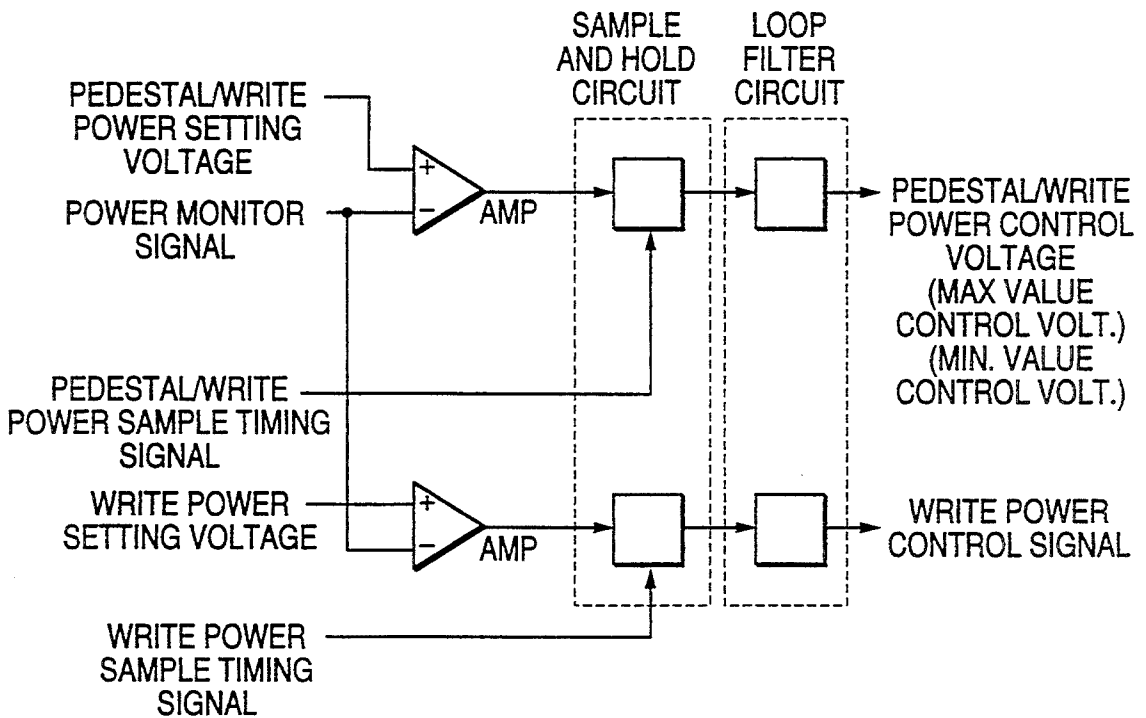 SAMPLE
AND HOLD
CIRCUIT
LOOP
FILTER
CIRCUIT
PEDESTAL/WRITE
POWER SETTING
VOLTAGE
POWER MONITOR
SIGNAL
+
−
AMP
PEDESTAL/WRITE
POWER CONTROL
VOLTAGE
(MAX VALUE
CONTROL VOLT.)
(MIN. VALUE
CONTROL VOLT.)
PEDESTAL/WRITE
POWER SAMPLE TIMING
SIGNAL
WRITE POWER
SETTING VOLTAGE
+
−
AMP
WRITE POWER
CONTROL SIGNAL
WRITE POWER
SAMPLE TIMING
SIGNAL